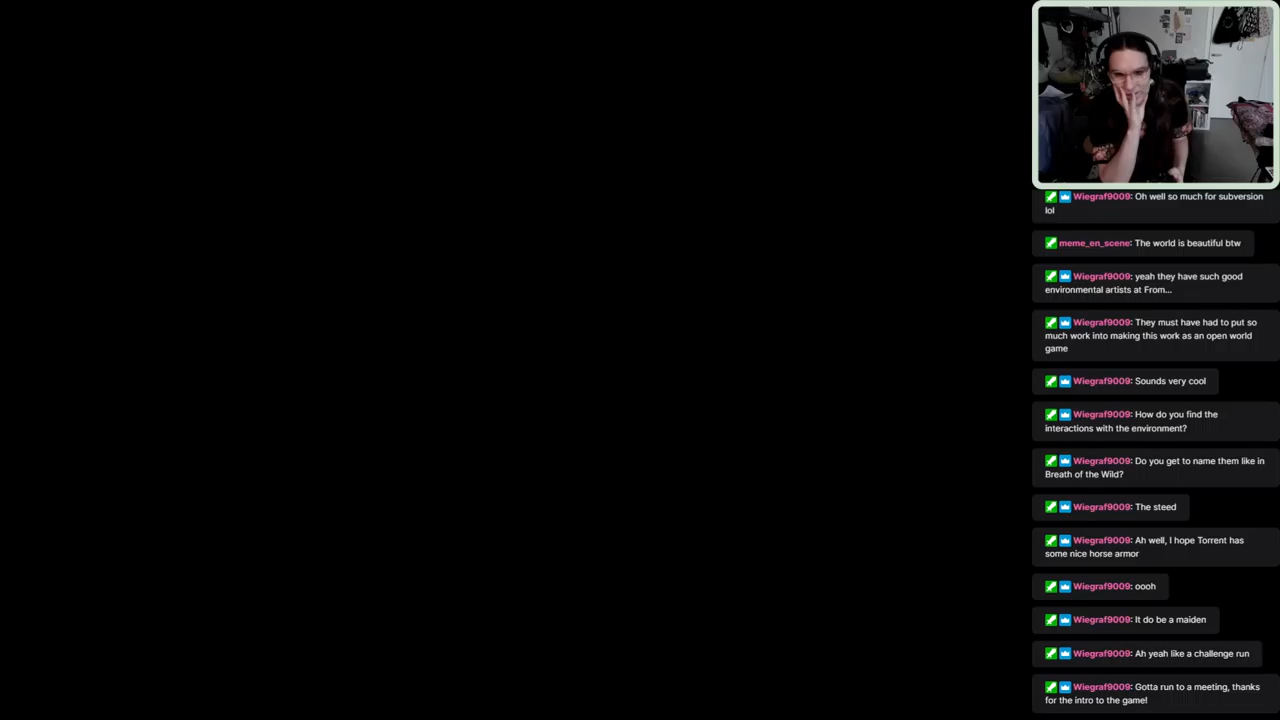 Wiegraf9009: Oh well so much for subversion
lol
meme_en_scene: The world is beautiful btw
Wiegraf9009: yeah they have such good
environmental artists at From...
Wiegraf9009: They must have had to put so
much work into making this work as an open world
game
Wiegraf9009: Sounds very cool
Wiegraf9009: How do you find the
interactions with the environment?
Wiegraf9009: Do you get to name them like in
Breath of the Wild?
Wiegraf9009: The steed
Wiegraf9009: Ah well, I hope Torrent has
some nice horse armor
Wiegraf9009: oooh
Wiegraf9009: It do be a maiden
Wiegraf9009: Ah yeah like a challenge run
Wiegraf9009: Gotta run to a meeting, thanks
for the intro to the game!